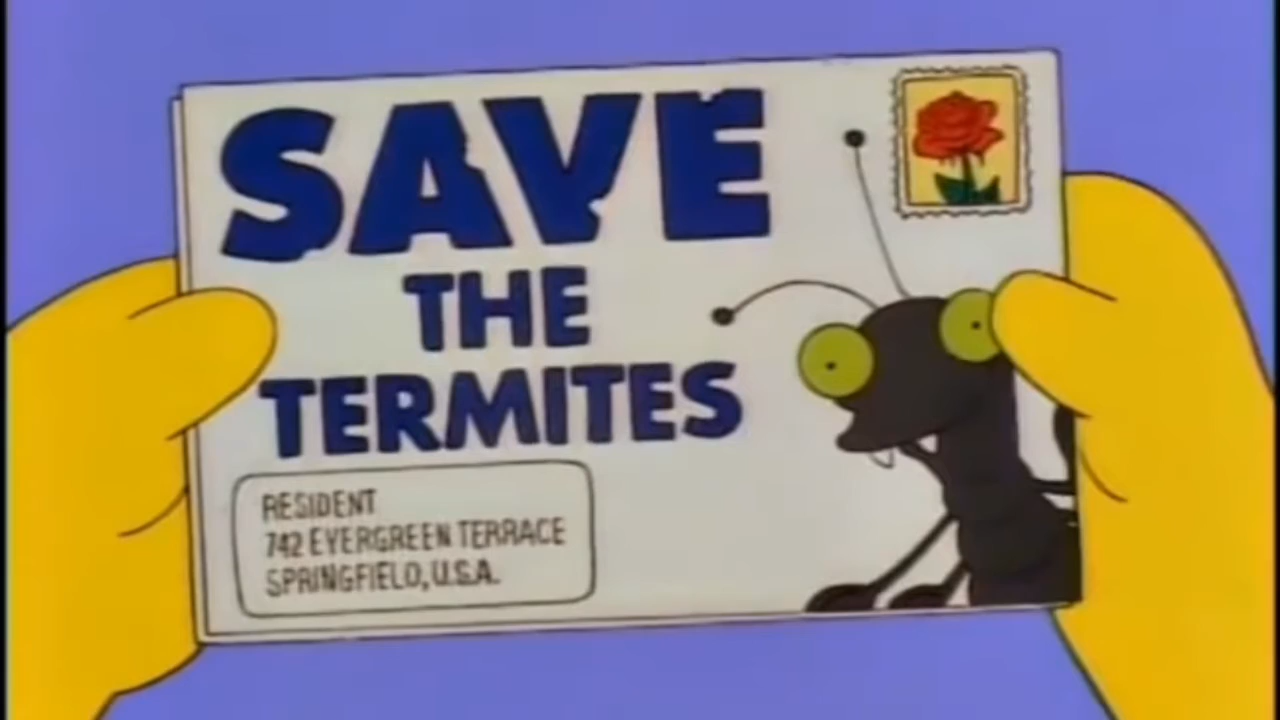 SAVE
THE
TERMITES
RESIDENT
742 EVERGREEN TERRACE
SPRINGFIELD, U.S.A.